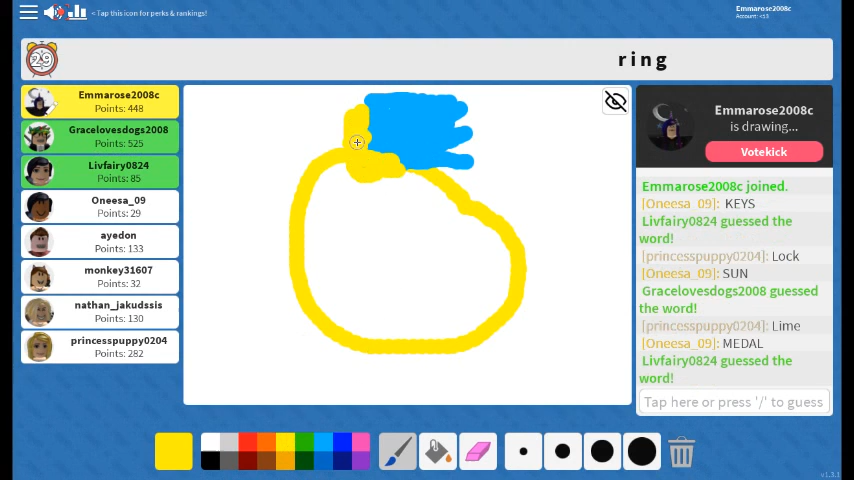 < Tap this icon for perks & rankings!
Emmarose2008c
Account: <13
29
ring
Emmarose2008c
Points: 448
Gracelovesdogs2008
Points: 525
Livfairy0824
Points: 85
Oneesa_09
Points: 29
ayedon
Points: 133
monkey31607
Points: 32
nathan_jakudssis
Points: 130
princesspuppy0204
Points: 282
Emmarose2008c
is drawing...
Votekick
Emmarose2008c joined.
[Oneesa_09]: KEYS
Livfairy0824 guessed the
word!
[princesspuppy0204]: Lock
[Oneesa_09]: SUN
Gracelovesdogs2008 guessed
the word!
[princesspuppy0204]: Lime
[Oneesa_09]: MEDAL
Livfairy0824 guessed the
word!
Tap here or press '/' to guess
v1.3.1